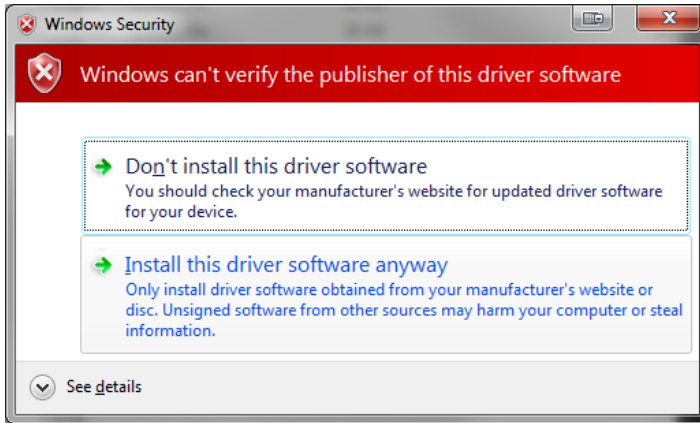 Windows Security
Windows can't verify the publisher of this driver software
Don't install this driver software
You should check your manufacturer's website for updated driver software
for your device.
Install this driver software anyway
Only install driver software obtained from your manufacturer's website or
disc. Unsigned software from other sources may harm your computer or steal
information.
See details